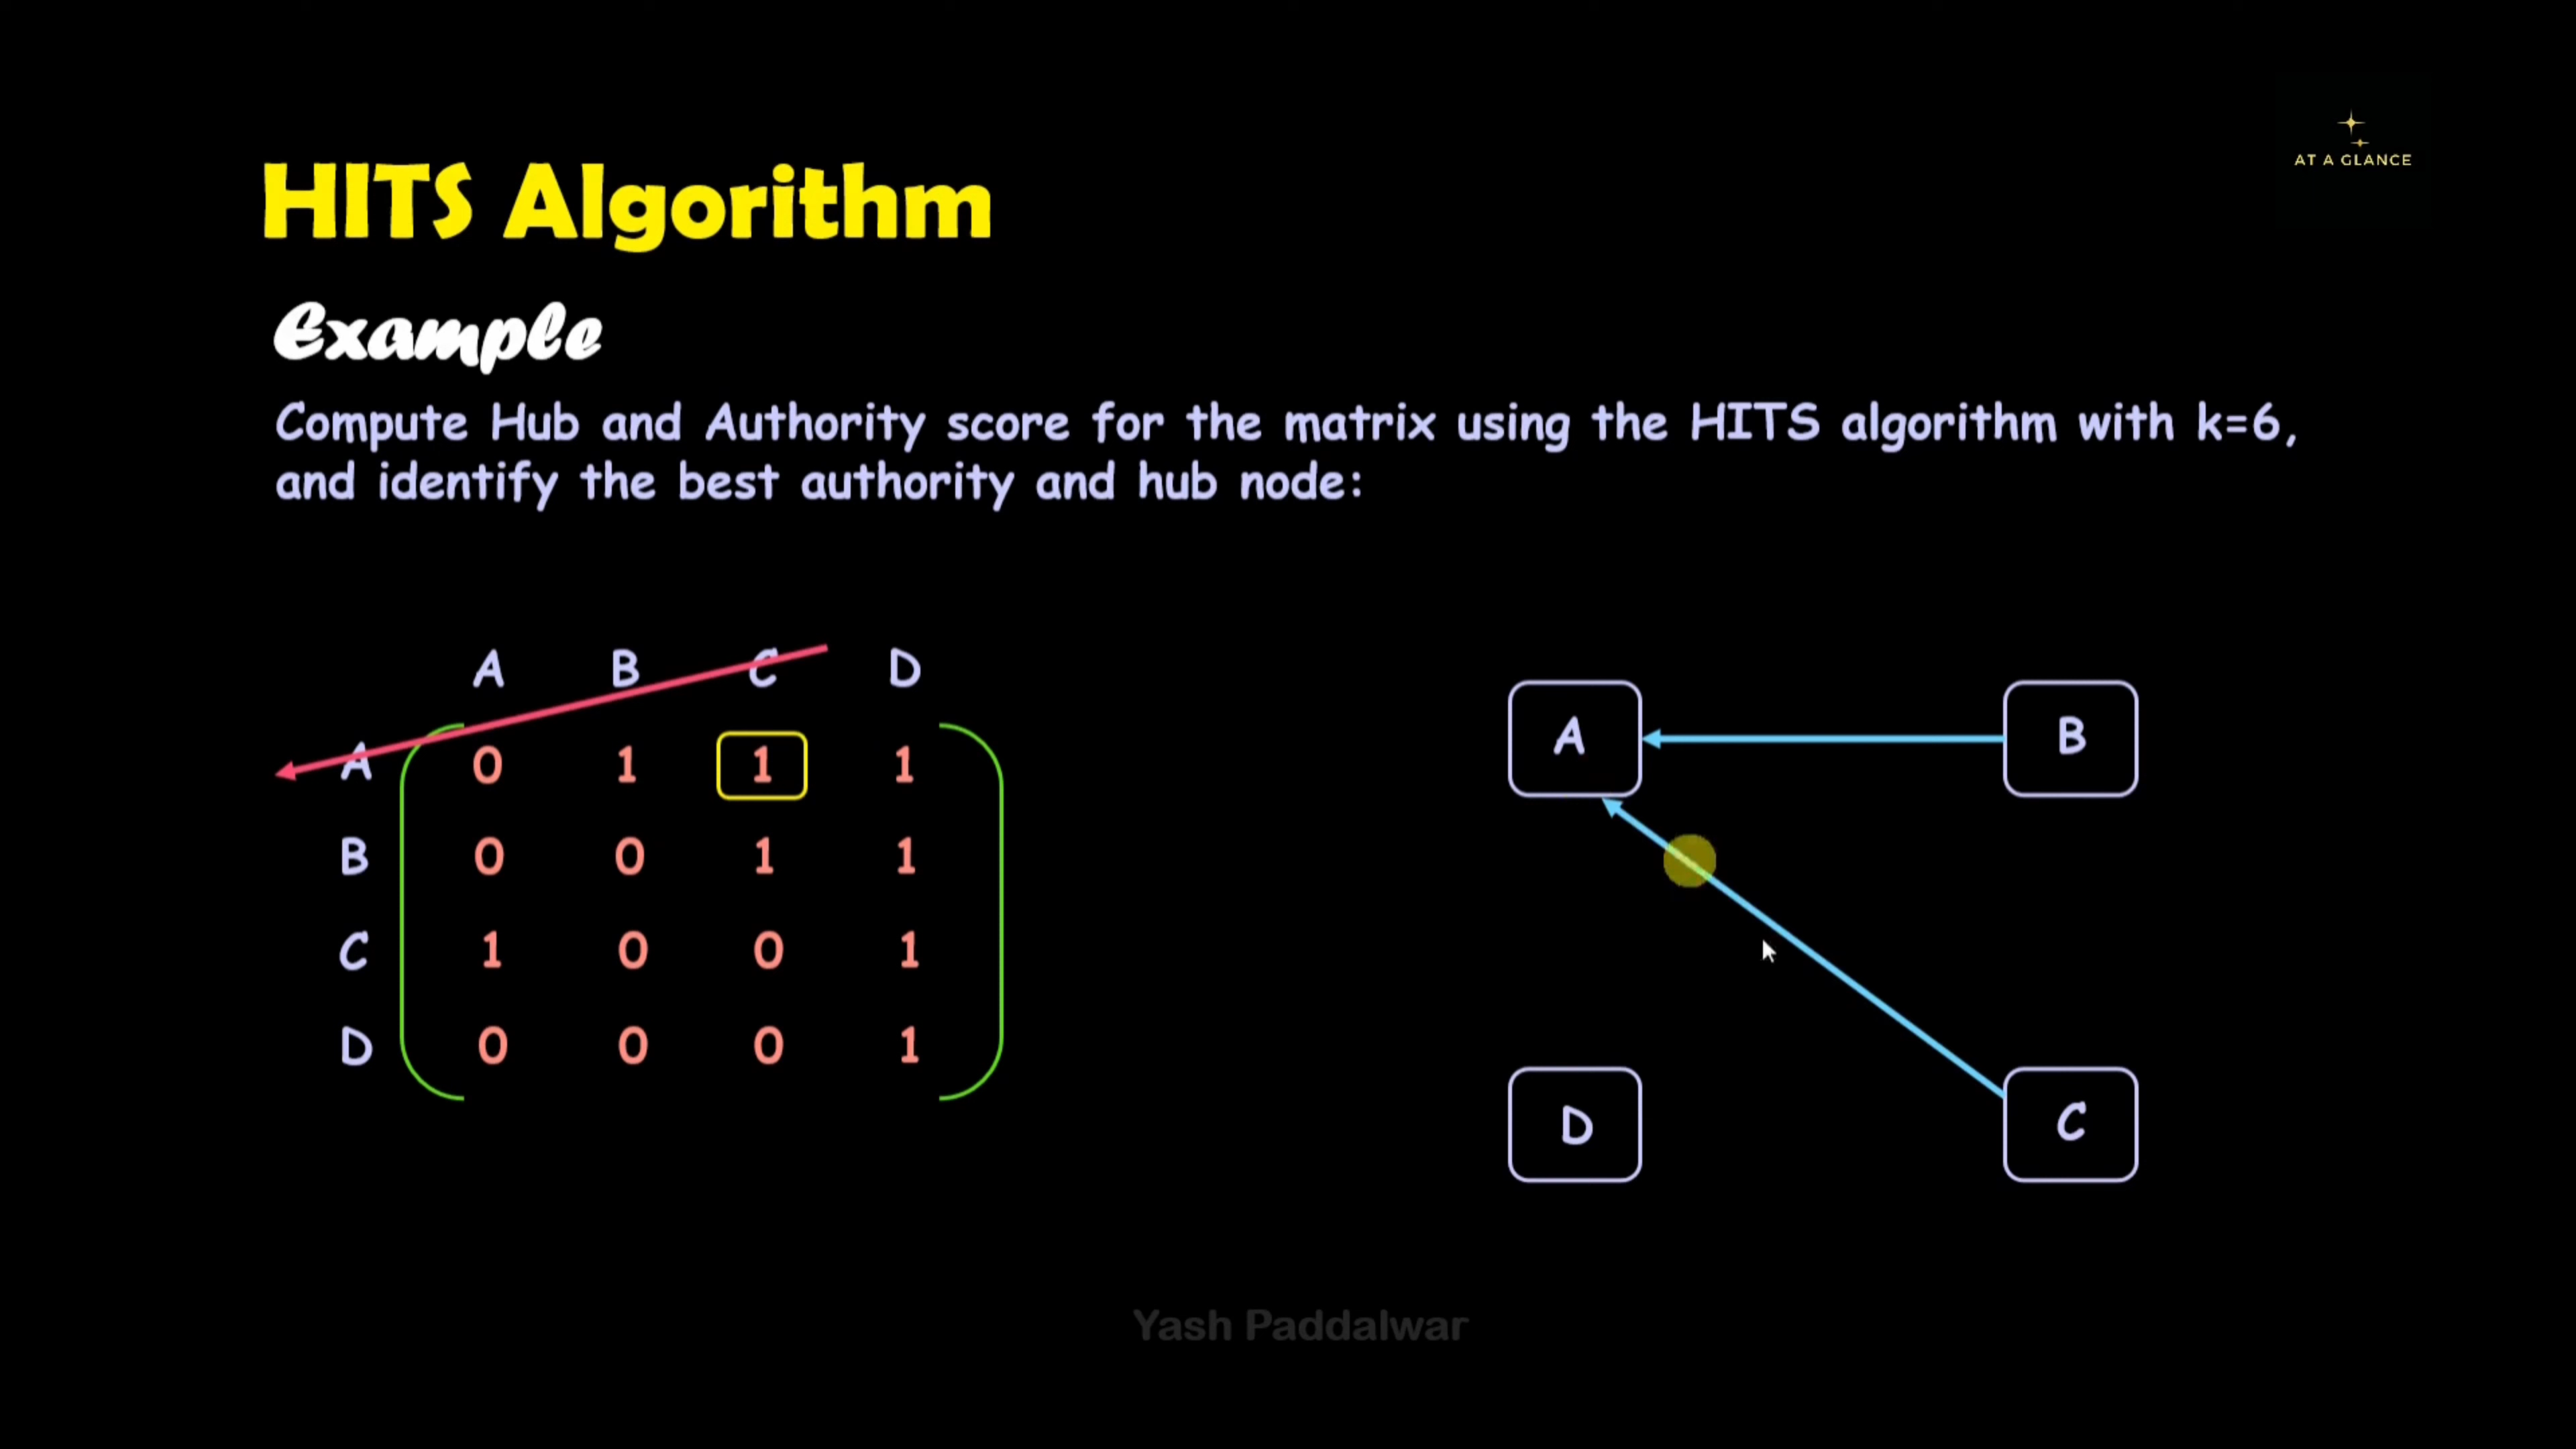 AT A GLANCE
HITS Algorithm
Example
Compute Hub and Authority score for the matrix using the HITS algorithm with k=6,
and identify the best authority and hub node:
A B C D
A 0 1 1 1
B 0 0 1 1
C 1 0 0 1
D 0 0 0 1
A B
D C
Yash Paddalwar